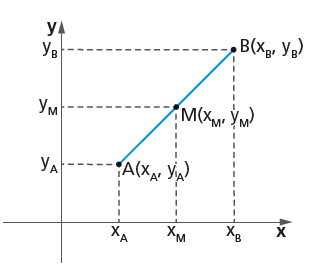 y
y_B
B(x_B, y_B)
y_M
M(x_M, y_M)
y_A
A(x_A, y_A)
x_A
x_M
x_B
x